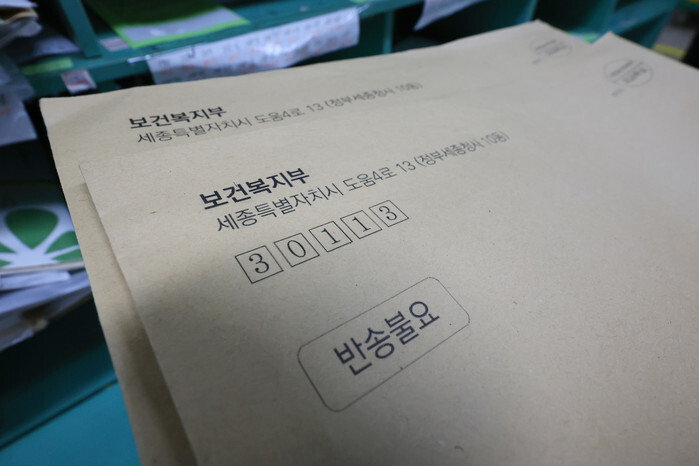 보건복지부
세종특별자치시 도움4로 13 (정부세종청사 10동)
보건복지부
세종특별자치시 도움4로 13 (정부세종청사 10동)
30113
반송불요